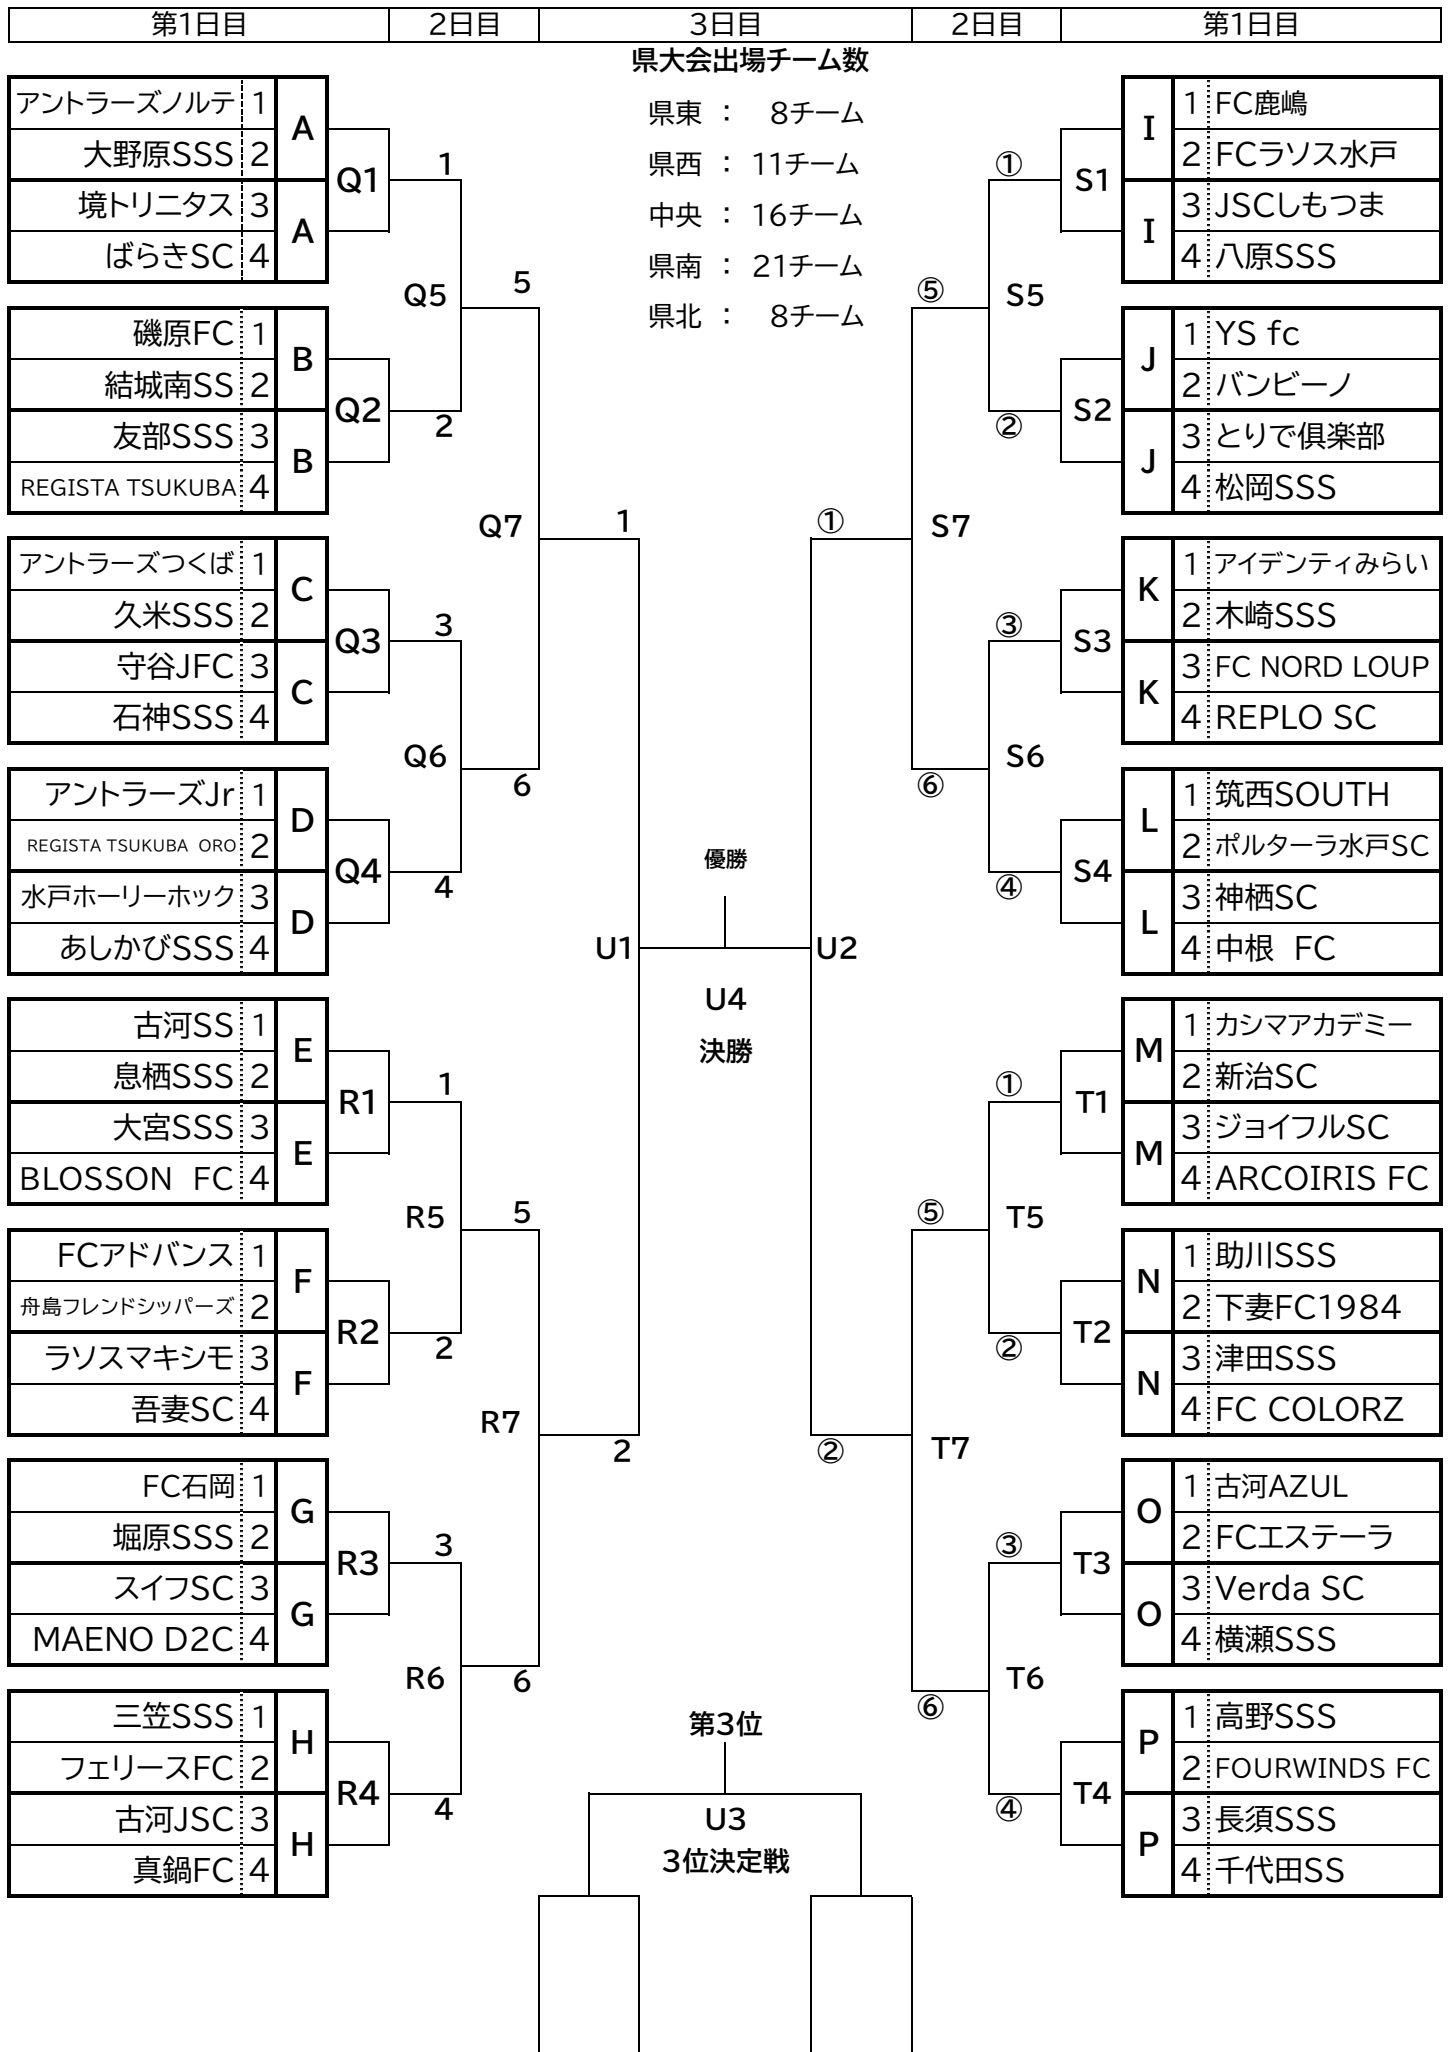 第1日目 2日目 3日目 2日目 第1日目
県大会出場チーム数
県東 ： 8チーム
県西 ： 11チーム
中央 ： 16チーム
県南 ： 21チーム
県北 ： 8チーム
アントラーズノルテ 1 A
大野原SSS 2
境トリニタス 3 A
ばらきSC 4
Q1
1
磯原FC 1 B
結城南SS 2
友部SSS 3 B
REGISTA TSUKUBA 4
Q2
2
Q5
5
アントラーズつくば 1 C
久米SSS 2
守谷JFC 3 C
石神SSS 4
Q3
3
アントラーズJr 1 D
REGISTA TSUKUBA ORO 2
水戸ホーリーホック 3 D
あしかびSSS 4
Q4
4
Q6
6
Q7
1
古河SS 1 E
息栖SSS 2
大宮SSS 3 E
BLOSSON FC 4
R1
1
FCアドバンス 1 F
舟島フレンドシッパーズ 2
ラソスマキシモ 3 F
吾妻SC 4
R2
2
R5
5
FC石岡 1 G
堀原SSS 2
スイフSC 3 G
MAENO D2C 4
R3
3
三笠SSS 1 H
フェリースFC 2
古河JSC 3 H
真鍋FC 4
R4
4
R6
6
R7
2
U1
優勝
U4
決勝
U2
第3位
U3
3位決定戦
I 1 FC鹿嶋
2 FCラソス水戸
I 3 JSCしもつま
4 八原SSS
S1
①
J 1 YS fc
2 バンビーノ
J 3 とりで倶楽部
4 松岡SSS
S2
②
S5
⑤
K 1 アイデンティみらい
2 木崎SSS
K 3 FC NORD LOUP
4 REPLO SC
S3
③
L 1 筑西SOUTH
2 ポルターラ水戸SC
L 3 神栖SC
4 中根 FC
S4
④
S6
⑥
S7
①
M 1 カシマアカデミー
2 新治SC
M 3 ジョイフルSC
4 ARCOIRIS FC
T1
①
N 1 助川SSS
2 下妻FC1984
N 3 津田SSS
4 FC COLORZ
T2
②
T5
⑤
O 1 古河AZUL
2 FCエステーラ
O 3 Verda SC
4 横瀬SSS
T3
③
P 1 高野SSS
2 FOURWINDS FC
P 3 長須SSS
4 千代田SS
T4
④
T6
⑥
T7
②